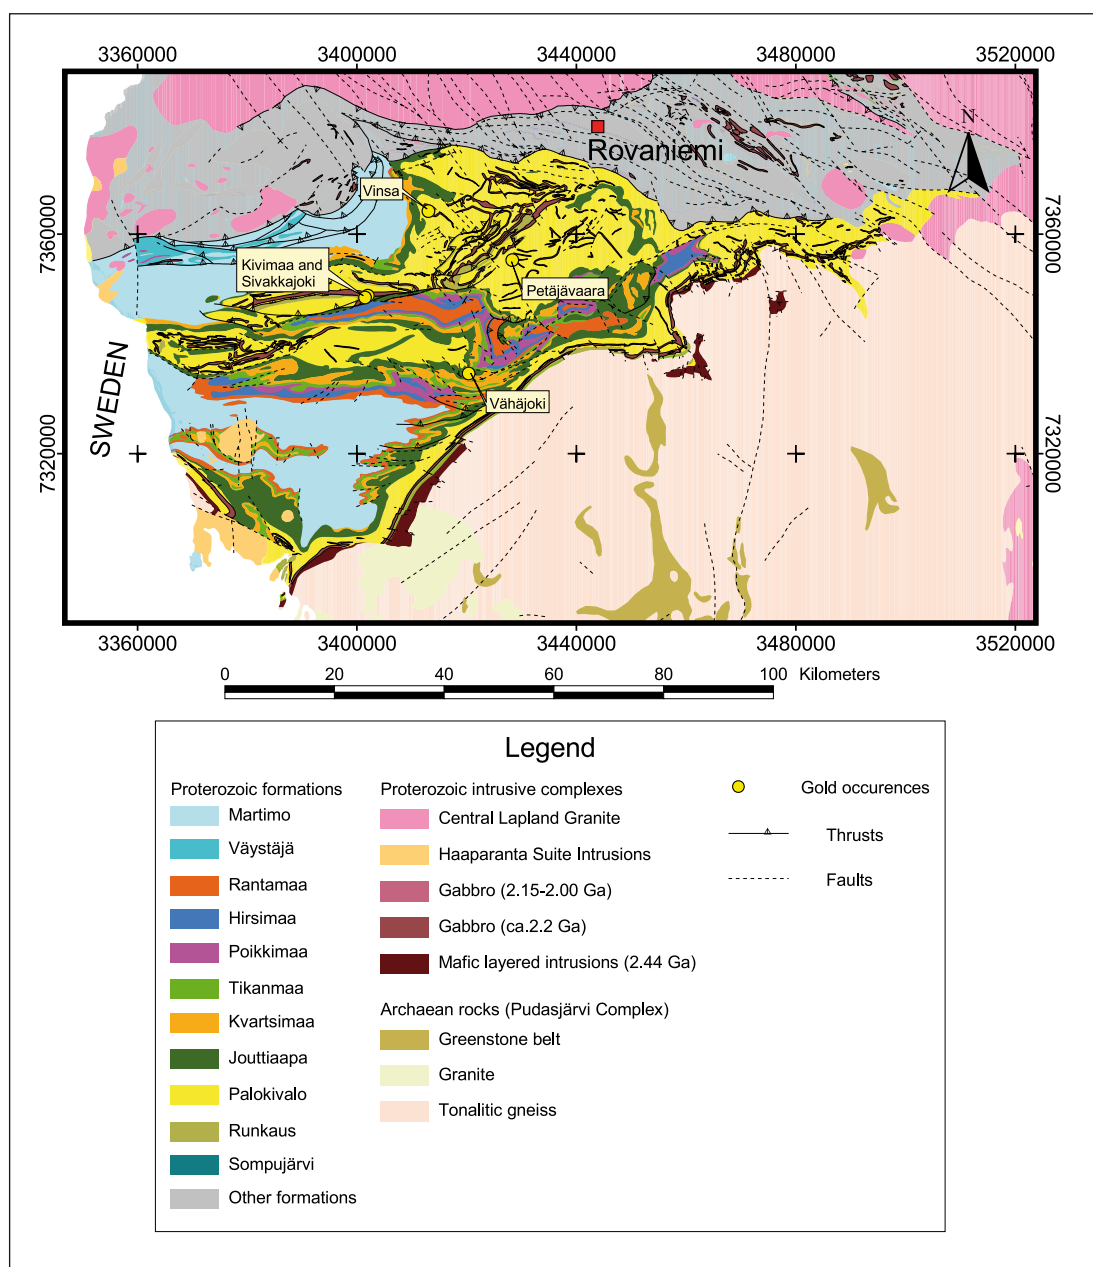 3360000 3400000 3440000 3480000 3520000
N
Rovaniemi
Vinsa
7360000 7360000
Kivimaa and
Sivakkajoki
Petäjävaara
SWEDEN
Vähäjoki
7320000 7320000
3360000 3400000 3440000 3480000 3520000
0 20 40 60 80 100 Kilometers
Legend
Proterozoic formations
Martimo
Väystäjä
Rantamaa
Hirsimaa
Poikkimaa
Tikanmaa
Kvartsimaa
Jouttiaapa
Palokivalo
Runkaus
Sompujärvi
Other formations
Proterozoic intrusive complexes
Central Lapland Granite
Haaparanta Suite Intrusions
Gabbro (2.15-2.00 Ga)
Gabbro (ca.2.2 Ga)
Mafic layered intrusions (2.44 Ga)
Archaean rocks (Pudasjärvi Complex)
Greenstone belt
Granite
Tonalitic gneiss
Gold occurences
Thrusts
Faults